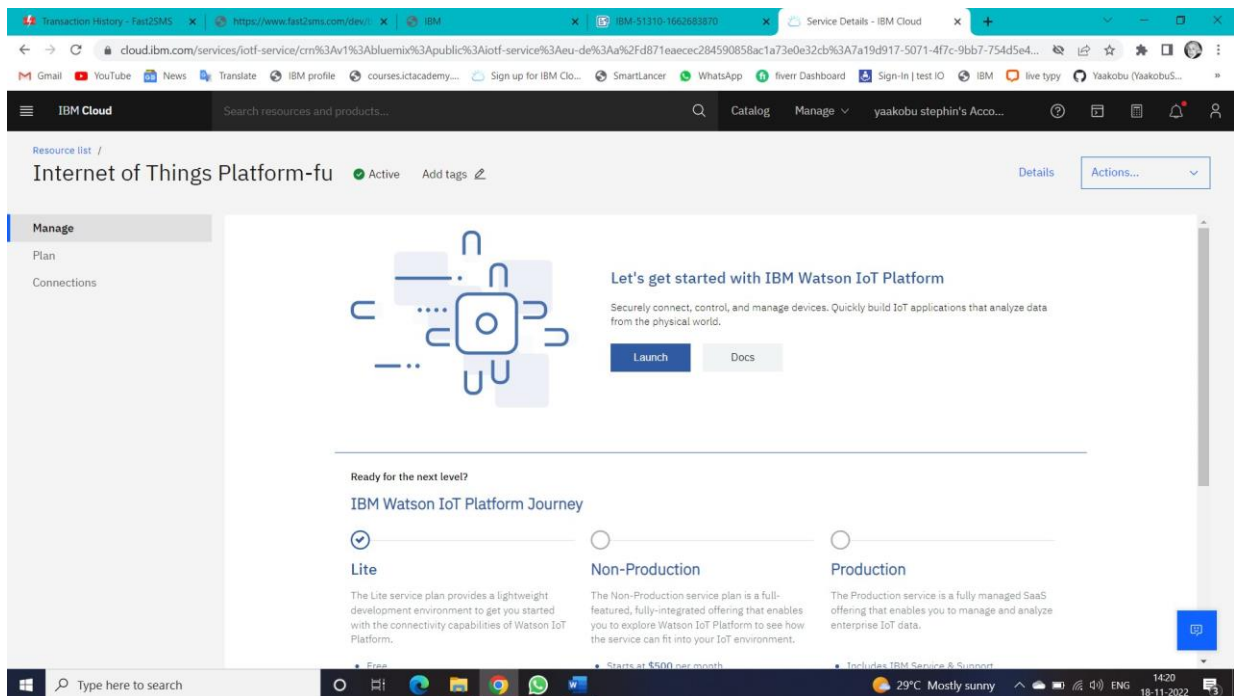 Transaction History - Fast2SMS
https://www.fast2sms.com/dev/
IBM
IBM-51310-1662683870
Service Details - IBM Cloud
cloud.ibm.com/services/iotf-service/crn%3Av1%3Abluemix%3Apublic%3Aiotf-service%3Aeu-de%3Aa%2Fd871eaecec284590858ac1a73e0e32cb%3A7a19d917-5071-4f7c-9bb7-754d5e4...
Gmail YouTube News Translate IBM profile courses.ictacademy.... Sign up for IBM Clo... SmartLancer WhatsApp fiverr Dashboard Sign-In | test IO IBM live typy Yaakobu (YaakobuS... »
IBM Cloud Search resources and products... Catalog Manage yaakobu stephin's Acco...
Resource list /
Internet of Things Platform-fu Active Add tags Details Actions...
Manage
Plan
Connections
Let's get started with IBM Watson IoT Platform
Securely connect, control, and manage devices. Quickly build IoT applications that analyze data
from the physical world.
Launch Docs
Ready for the next level?
IBM Watson IoT Platform Journey
Lite
The Lite service plan provides a lightweight
development environment to get you started
with the connectivity capabilities of Watson IoT
Platform.
• Free
Non-Production
The Non-Production service plan is a full-
featured, fully-integrated offering that enables
you to explore Watson IoT Platform to see how
the service can fit into your IoT environment.
• Starts at $500 per month
Production
The Production service is a fully managed SaaS
offering that enables you to manage and analyze
enterprise IoT data.
• Includes IBM Service & Support
Type here to search
29°C Mostly sunny ENG
14:20
18-11-2022